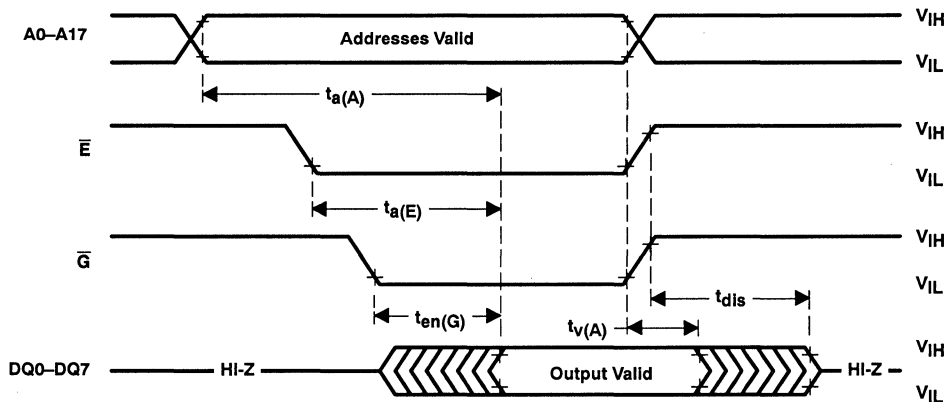 A0–A17 Addresses Valid VIH
VIL
ta(A)
E VIH
VIL
ta(E)
G VIH
VIL
ten(G) tv(A) tdis
DQ0–DQ7 HI-Z Output Valid HI-Z VIH
VIL